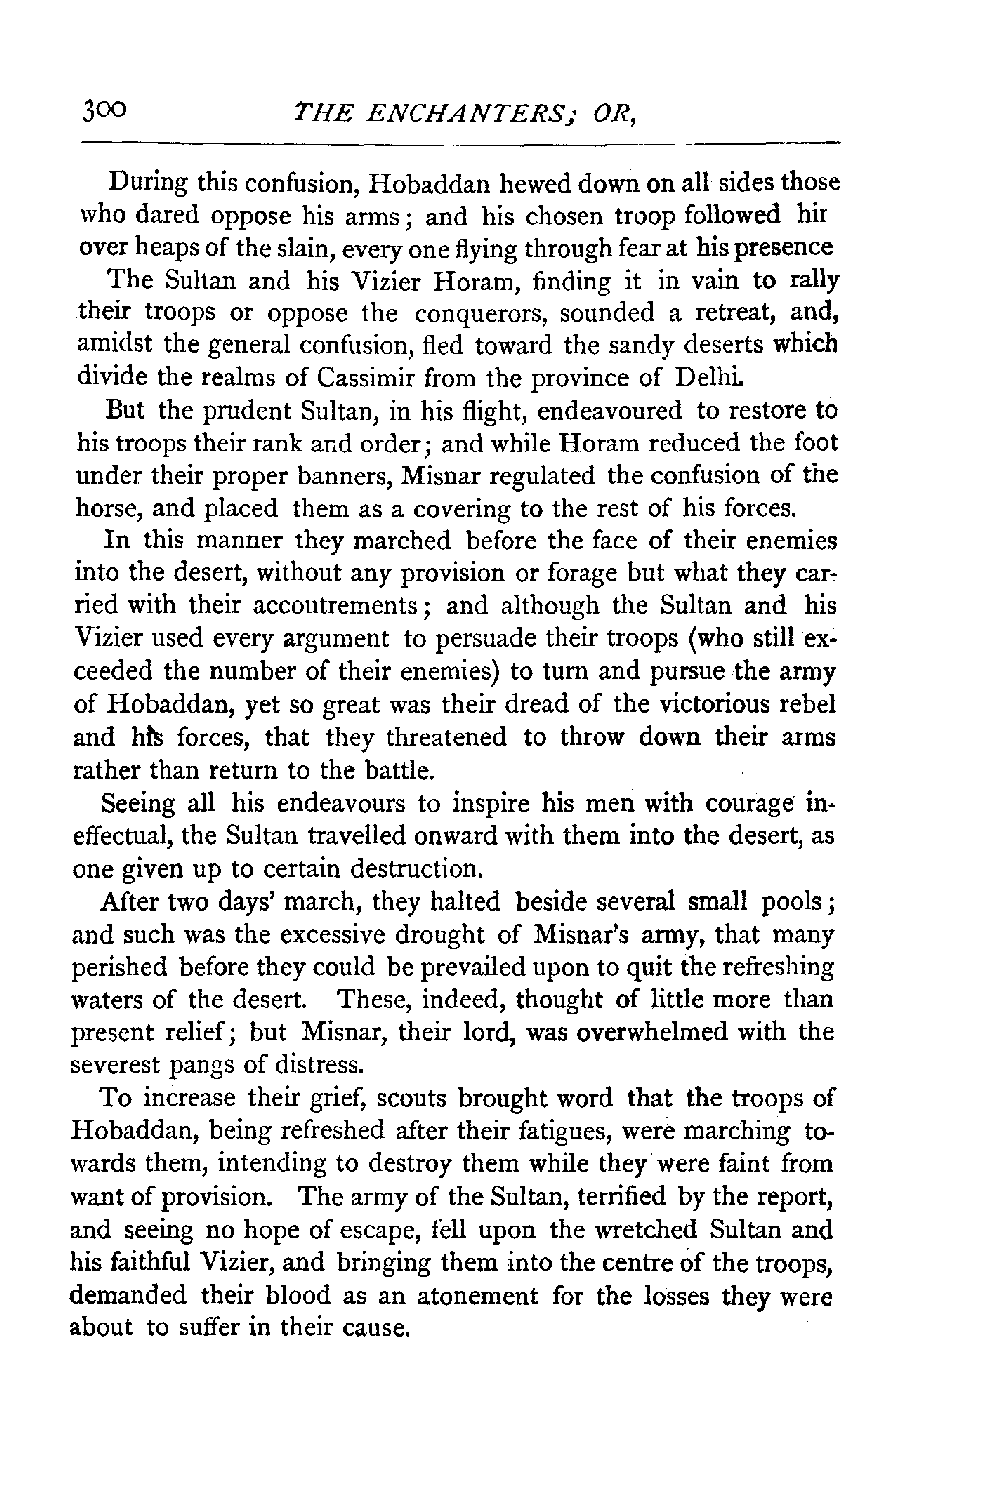 300 THE ENCHANTERS; OR,
During this confusion, Hobaddan hewed down on all sides those
who dared oppose his arms; and his chosen troop followed hir
over heaps of the slain, every one flying through fear at his presence
The Sultan and his Vizier Horam, finding it in vain to rally
their troops or oppose the conquerors, sounded a retreat, and,
amidst the general confusion, fled toward the sandy deserts which
divide the realms of Cassimir from the province of Delhi.
But the prudent Sultan, in his flight, endeavoured to restore to
his troops their rank and order; and while Horam reduced the foot
under their proper banners, Misnar regulated the confusion of the
horse, and placed them as a covering to the rest of his forces.
In this manner they marched before the face of their enemies
into the desert, without any provision or forage but what they car-
ried with their accoutrements; and although the Sultan and his
Vizier used every argument to persuade their troops (who still ex-
ceeded the number of their enemies) to turn and pursue the army
of Hobaddan, yet so great was their dread of the victorious rebel
and his forces, that they threatened to throw down their arms
rather than return to the battle.
Seeing all his endeavours to inspire his men with courage in-
effectual, the Sultan travelled onward with them into the desert, as
one given up to certain destruction.
After two days' march, they halted beside several small pools;
and such was the excessive drought of Misnar's army, that many
perished before they could be prevailed upon to quit the refreshing
waters of the desert. These, indeed, thought of little more than
present relief; but Misnar, their lord, was overwhelmed with the
severest pangs of distress.
To increase their grief, scouts brought word that the troops of
Hobaddan, being refreshed after their fatigues, were marching to-
wards them, intending to destroy them while they were faint from
want of provision. The army of the Sultan, terrified by the report,
and seeing no hope of escape, fell upon the wretched Sultan and
his faithful Vizier, and bringing them into the centre of the troops,
demanded their blood as an atonement for the losses they were
about to suffer in their cause.